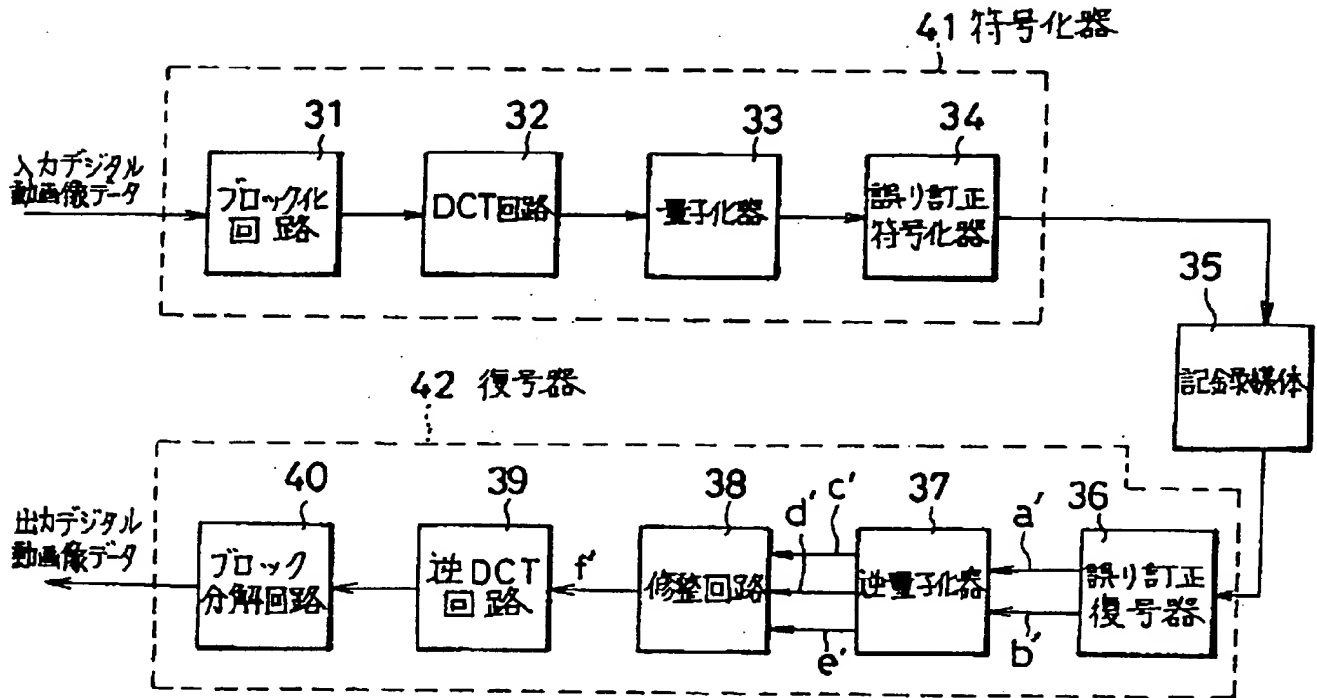 41 符号化器
31
32
33
34
入力デジタル
動画像データ
ブロック化
回路
DCT回路
量子化器
誤り訂正
符号化器
35
記録媒体
42 復号器
40
39
38
37
36
出力デジタル
動画像データ
ブロック
分解回路
逆DCT
回路
f'
修整回路
d'
c'
e'
逆量子化器
a'
b'
誤り訂正
復号器